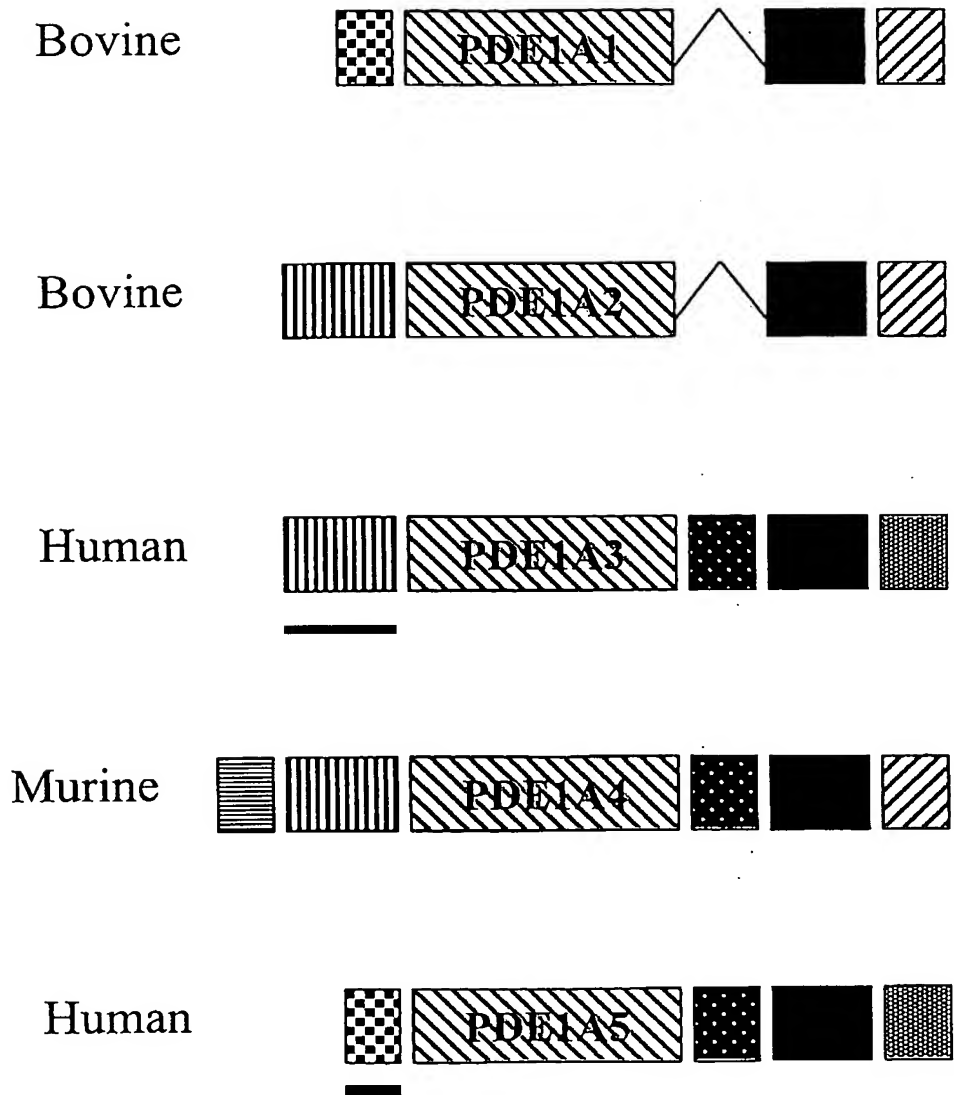 Bovine PDE1A1
Bovine PDE1A2
Human PDE1A3
Murine PDE1A4
Human PDE1A5